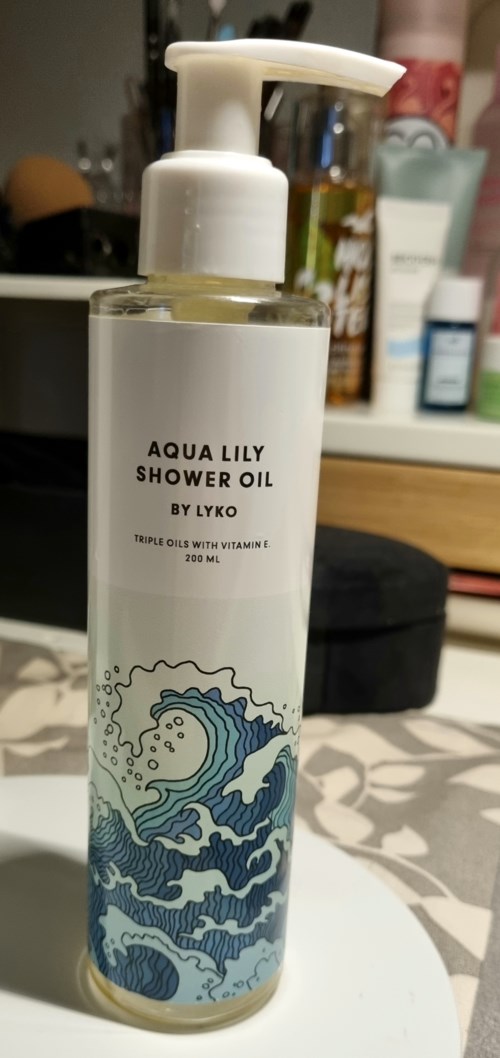 AQUA LILY
SHOWER OIL
BY LYKO
TRIPLE OILS WITH VITAMIN E.
200 ML